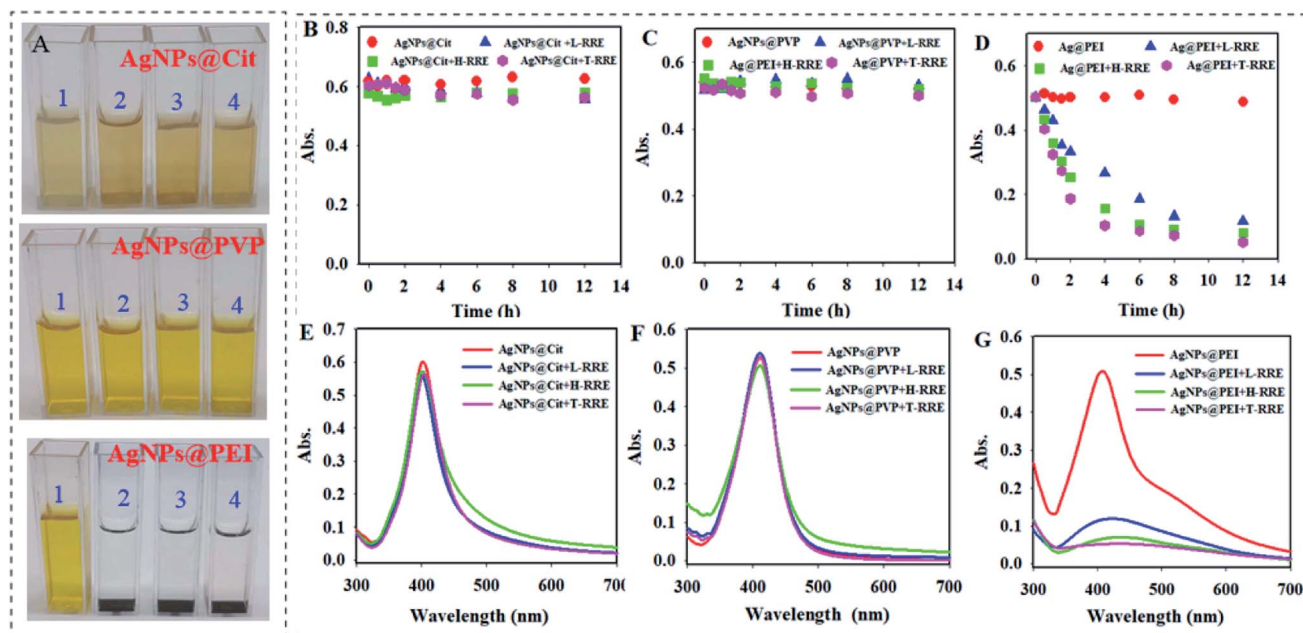 A
AgNPs@Cit
1 2 3 4
AgNPs@PVP
1 2 3 4
AgNPs@PEI
1 2 3 4
B
AgNPs@Cit AgNPs@Cit +L-RRE
AgNPs@Cit+H-RRE AgNPs@Cit+T-RRE
0.8
0.6
0.4
0.2
0.0
Abs.
0 2 4 6 8 10 12 14
Time (h)
C
AgNPs@PVP AgNPs@PVP+L-RRE
Ag@PEI+H-RRE Ag@PVP+T-RRE
0.6
0.4
0.2
0.0
Abs.
0 2 4 6 8 10 12 14
Time (h)
D
Ag@PEI Ag@PEI+L-RRE
Ag@PEI+H-RRE Ag@PEI+T-RRE
0.6
0.4
0.2
0.0
Abs.
0 2 4 6 8 10 12 14
Time (h)
E
AgNPs@Cit
AgNPs@Cit+L-RRE
AgNPs@Cit+H-RRE
AgNPs@Cit+T-RRE
0.7
0.6
0.5
0.4
0.3
0.2
0.1
0.0
Abs.
300 400 500 600 700
Wavelength (nm)
F
AgNPs@PVP
AgNPs@PVP+L-RRE
AgNPs@PVP+H-RRE
AgNPs@PVP+T-RRE
0.6
0.5
0.4
0.3
0.2
0.1
0.0
Abs.
300 400 500 600 700
Wavelength (nm)
G
AgNPs@PEI
AgNPs@PEI+L-RRE
AgNPs@PEI+H-RRE
AgNPs@PEI+T-RRE
0.6
0.5
0.4
0.3
0.2
0.1
0.0
Abs.
300 400 500 600 700
Wavelength (nm)